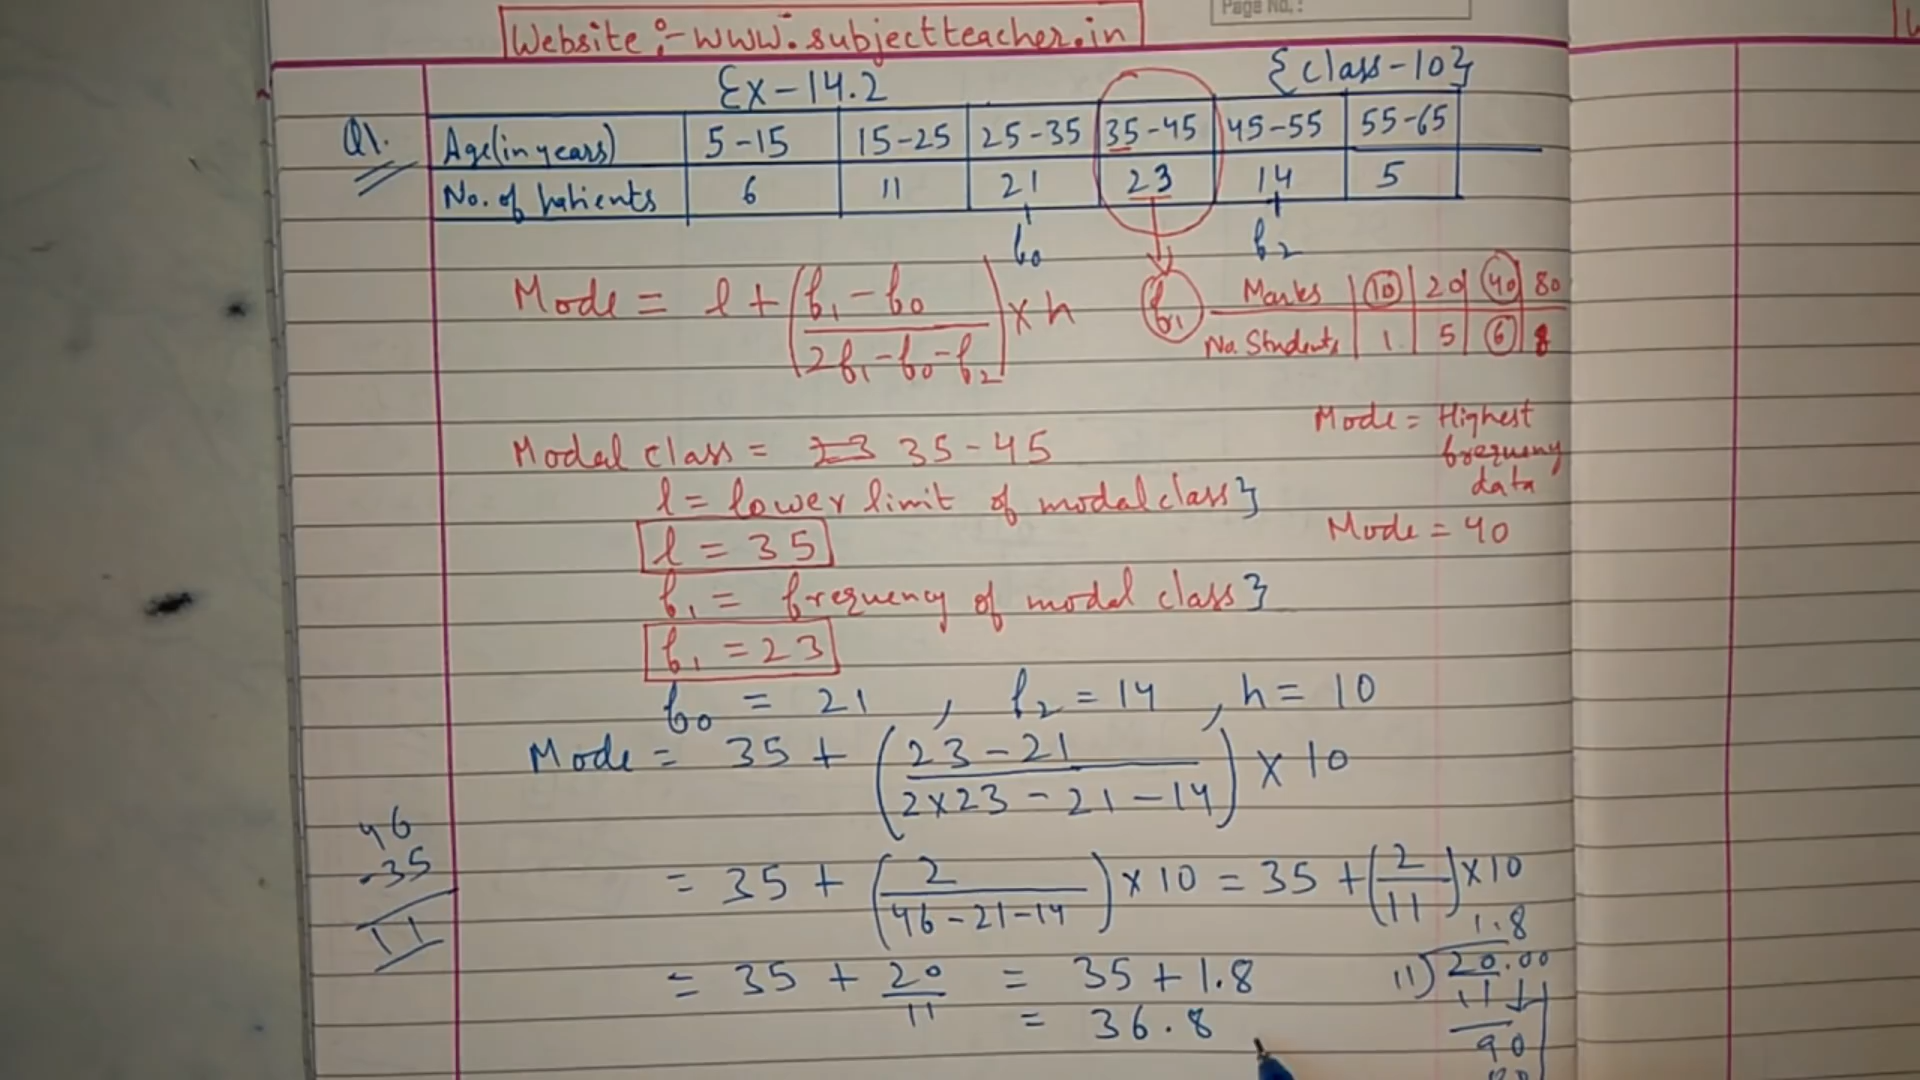 Website :- www.subjectteacher.in
Page No. :
Ex-14.2
{class-10}
Q1.
Age(in years) 5-15 15-25 25-35 35-45 45-55 55-65
No. of patients 6 11 21 23 14 5
f₀ f₁ f₂
Mode = l + (f₁ - f₀ / 2f₁ - f₀ - f₂) × h
Marks 10 20 40 80
No. Students 1 5 6
Mode = Highest
frequency
data
Mode = 40
Modal class = 23 35-45
l = lower limit of modal class}
l = 35
f₁ = frequency of modal class}
f₁ = 23
f₀ = 21 , f₂ = 14 , h = 10
Mode = 35 + (23 - 21 / 2×23 - 21 - 14) × 10
46
-35
11
= 35 + (2 / 46-21-14) × 10 = 35 + (2/11) × 10
= 35 + 20/11 = 35 + 1.8
= 36.8
1.8
11) 20.00
11
90